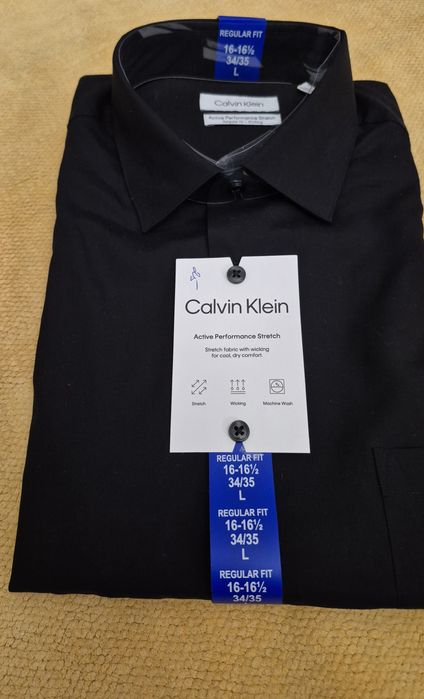 REGULAR FIT
16-16½
34/35
L
Calvin Klein
Active Performance Stretch
Calvin Klein
Active Performance Stretch
Stretch fabric with wicking
for cool, dry comfort.
Stretch Wicking Machine Wash
REGULAR FIT
16-16½
34/35
L
REGULAR FIT
16-16½
34/35
L
REGULAR FIT
16-16½
34/35